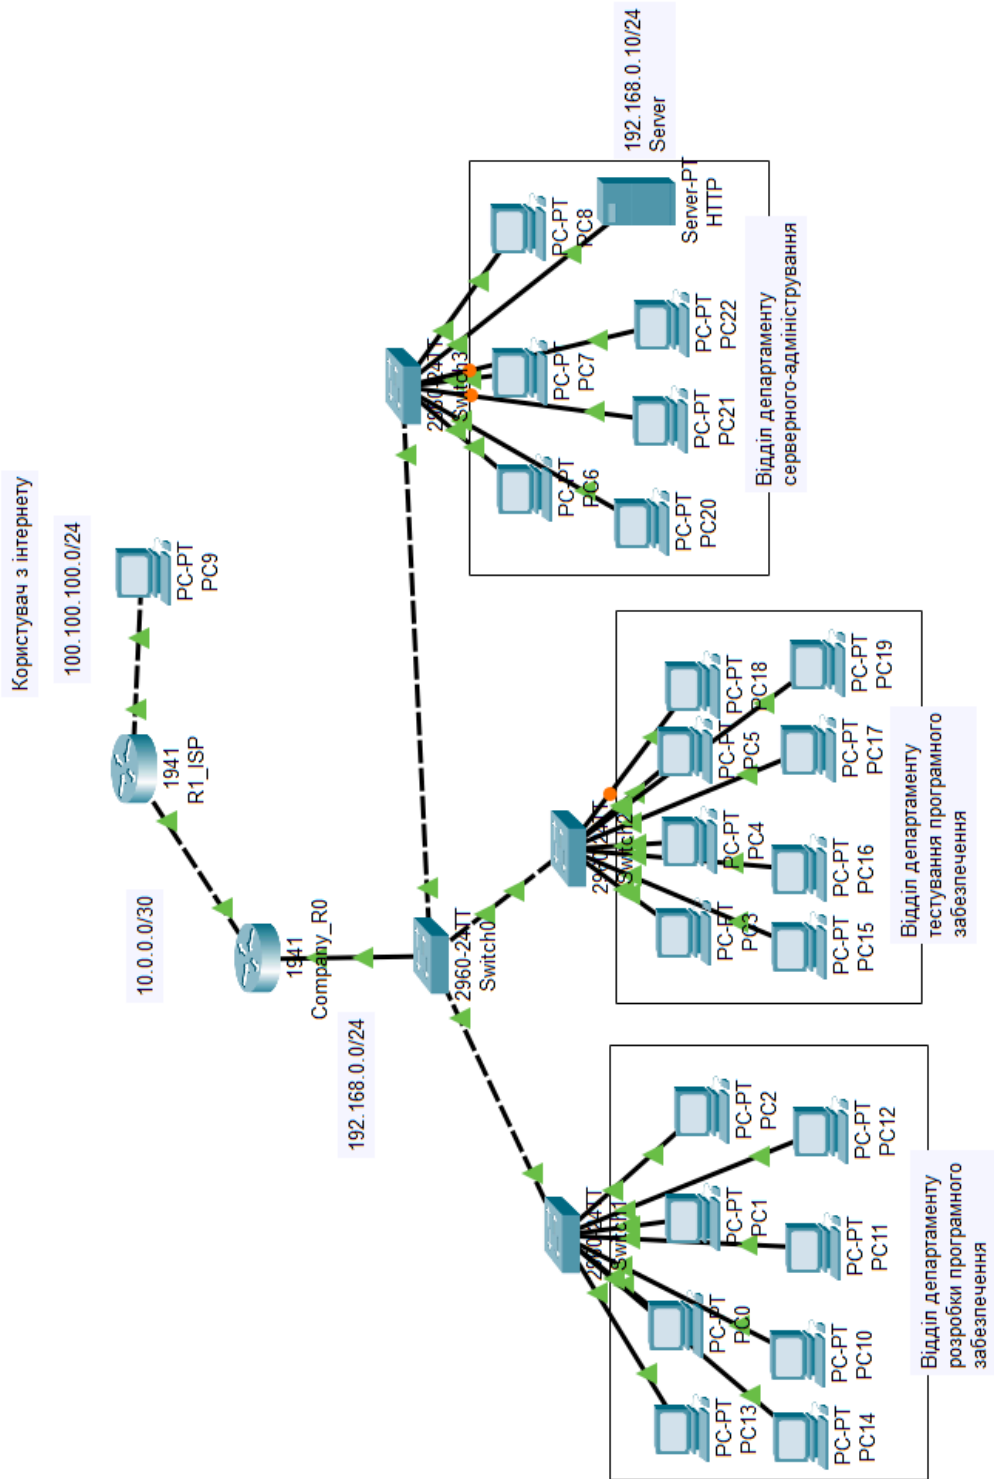 Користувач з інтернету
100.100.100.0/24
PC-PT
PC9
1941
R1_ISP
10.0.0.0/30
1941
Company_R0
192.168.0.0/24
2960-24TT
Switch0
2960-24TT
Switch1
2960-24TT
Switch2
2960-24TT
Switch3
PC-PT
PC13
PC-PT
PC0
PC-PT
PC1
PC-PT
PC2
PC-PT
PC14
PC-PT
PC10
PC-PT
PC11
PC-PT
PC12
Відділ департаменту
розробки програмного
забезпечення
PC-PT
PC3
PC-PT
PC4
PC-PT
PC5
PC-PT
PC18
PC-PT
PC15
PC-PT
PC16
PC-PT
PC17
PC-PT
PC19
Відділ департаменту
тестування програмного
забезпечення
PC-PT
PC6
PC-PT
PC7
PC-PT
PC8
PC-PT
PC20
PC-PT
PC21
PC-PT
PC22
Server-PT
HTTP
192.168.0.10/24
Server
Відділ департаменту
серверного-адміністрування